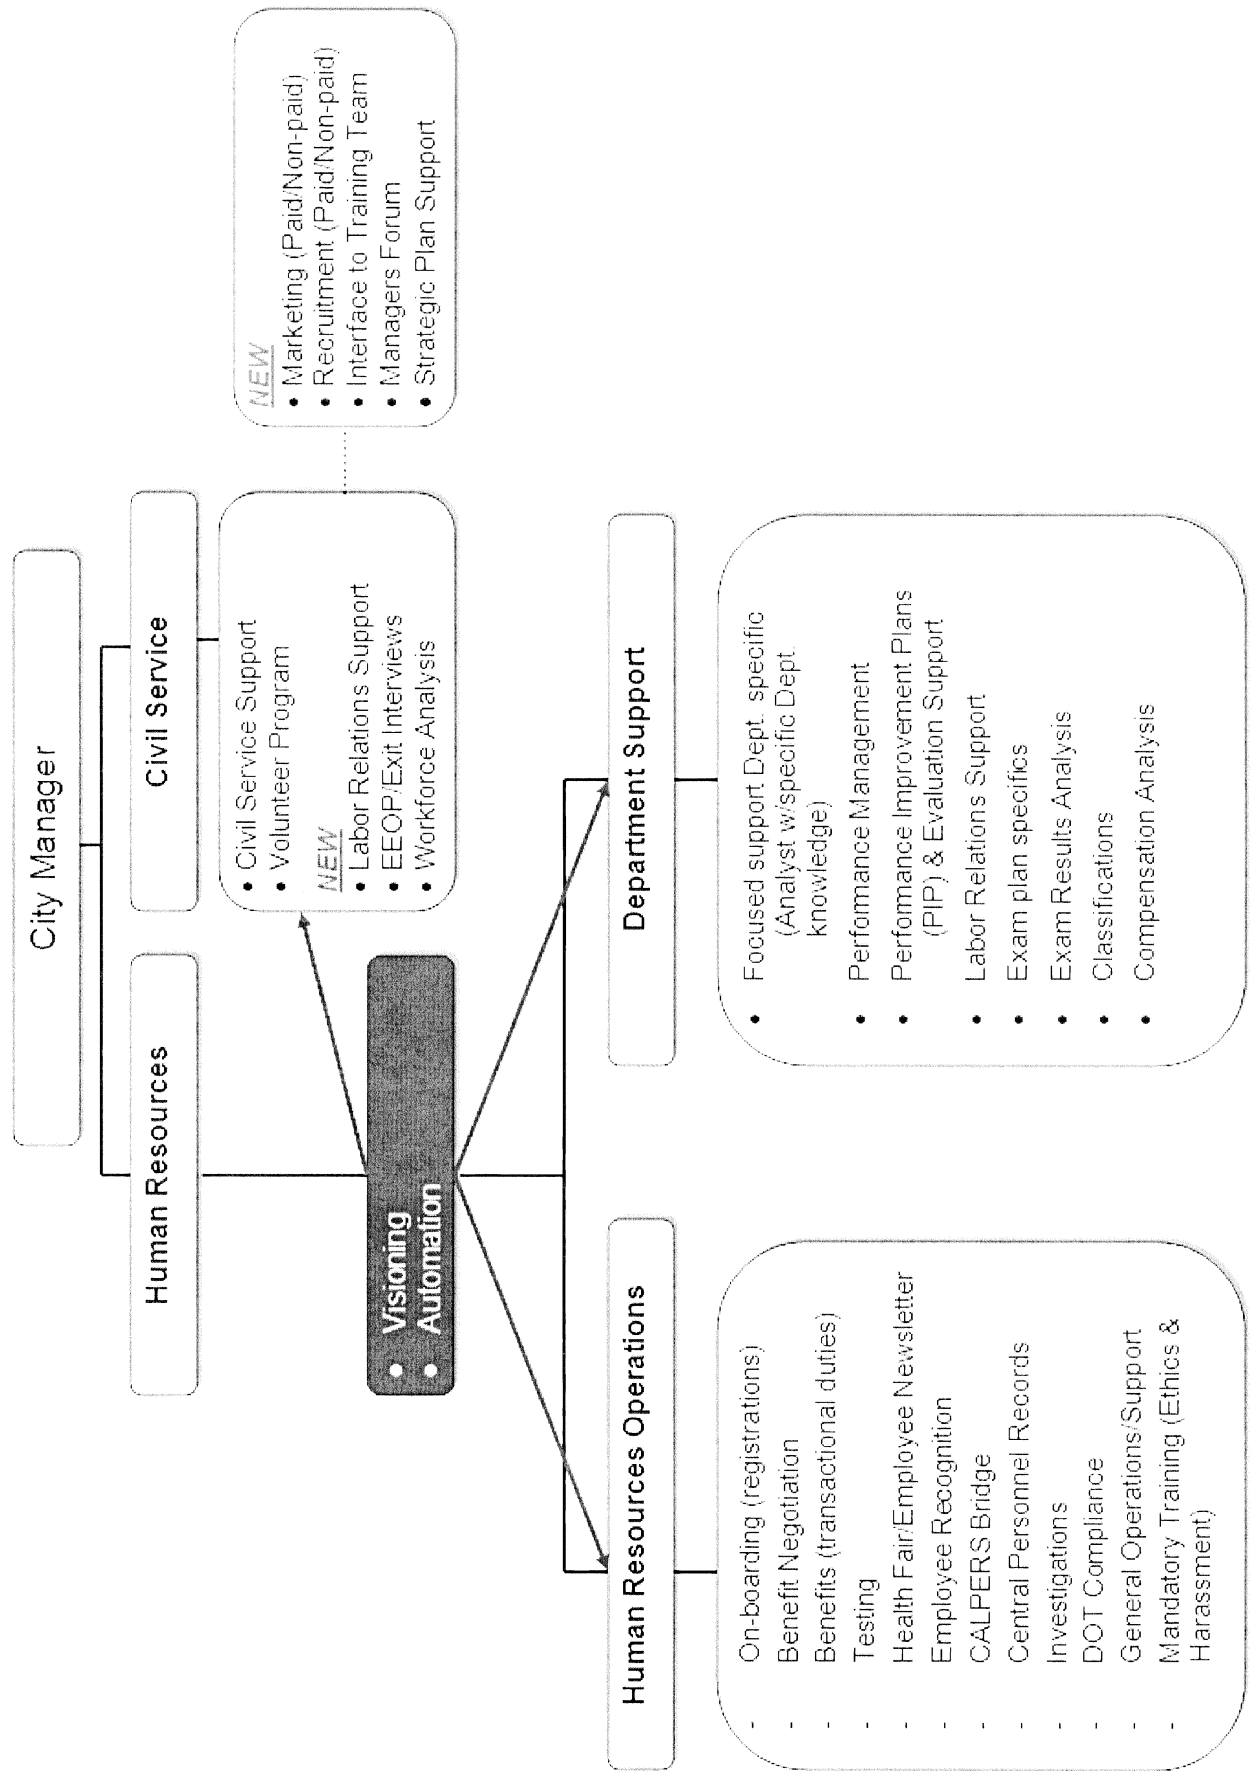 City Manager
Human Resources
Civil Service
• Civil Service Support
• Volunteer Program
NEW
• Labor Relations Support
• EEOP/Exit Interviews
• Workforce Analysis
NEW
• Marketing (Paid/Non-paid)
• Recruitment (Paid/Non-paid)
• Interface to Training Team
• Managers Forum
• Strategic Plan Support
• Visioning
• Automation
Human Resources Operations
- On-boarding (registrations)
- Benefit Negotiation
- Benefits (transactional duties)
- Testing
- Health Fair/Employee Newsletter
- Employee Recognition
- CALPERS Bridge
- Central Personnel Records
- Investigations
- DOT Compliance
- General Operations/Support
- Mandatory Training (Ethics &
Harassment)
Department Support
• Focused support Dept. specific
(Analyst w/specific Dept.
knowledge)
• Performance Management
• Performance Improvement Plans
(PIP) & Evaluation Support
• Labor Relations Support
• Exam plan specifics
• Exam Results Analysis
• Classifications
• Compensation Analysis